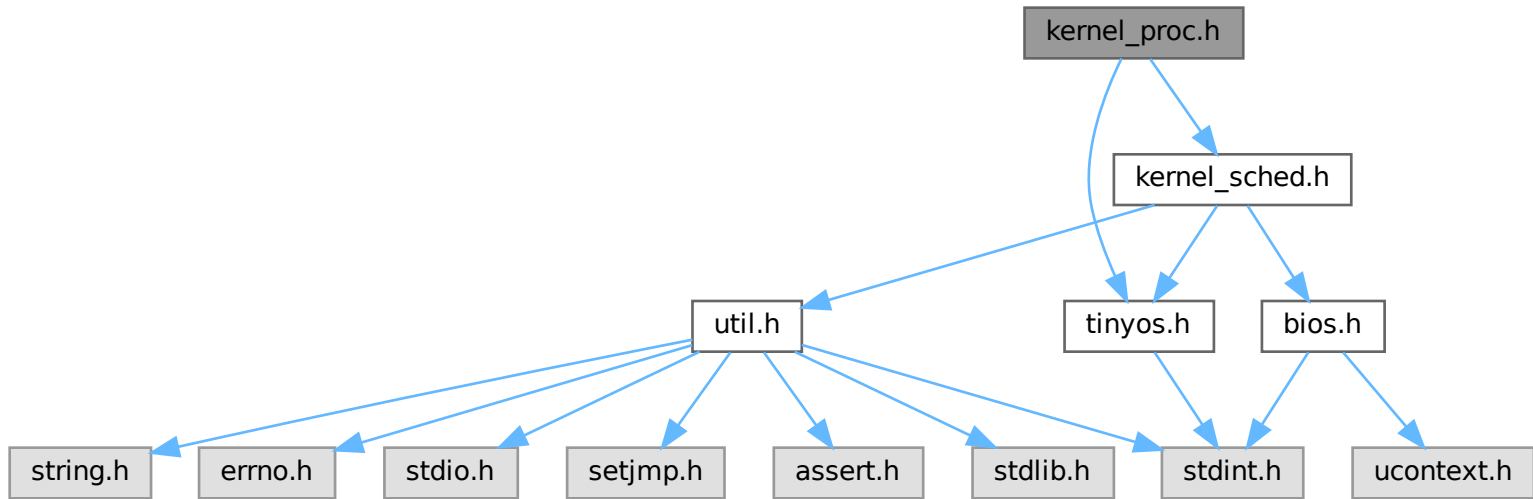 kernel_proc.h
kernel_sched.h
util.h
tinyos.h
bios.h
string.h
errno.h
stdio.h
setjmp.h
assert.h
stdlib.h
stdint.h
ucontext.h